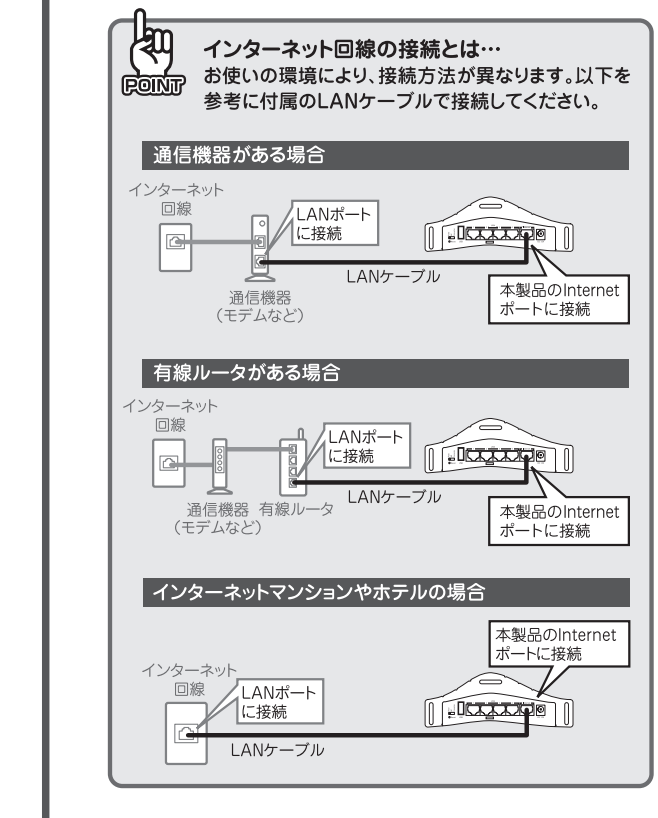 POINT
インターネット回線の接続とは…
お使いの環境により、接続方法が異なります。以下を
参考に付属のLANケーブルで接続してください。
通信機器がある場合
インターネット
回線
LANポート
に接続
LANケーブル
通信機器
（モデムなど）
本製品のInternet
ポートに接続
有線ルータがある場合
インターネット
回線
LANポート
に接続
LANケーブル
通信機器 有線ルータ
（モデムなど）
本製品のInternet
ポートに接続
インターネットマンションやホテルの場合
本製品のInternet
ポートに接続
インターネット
回線
LANポート
に接続
LANケーブル